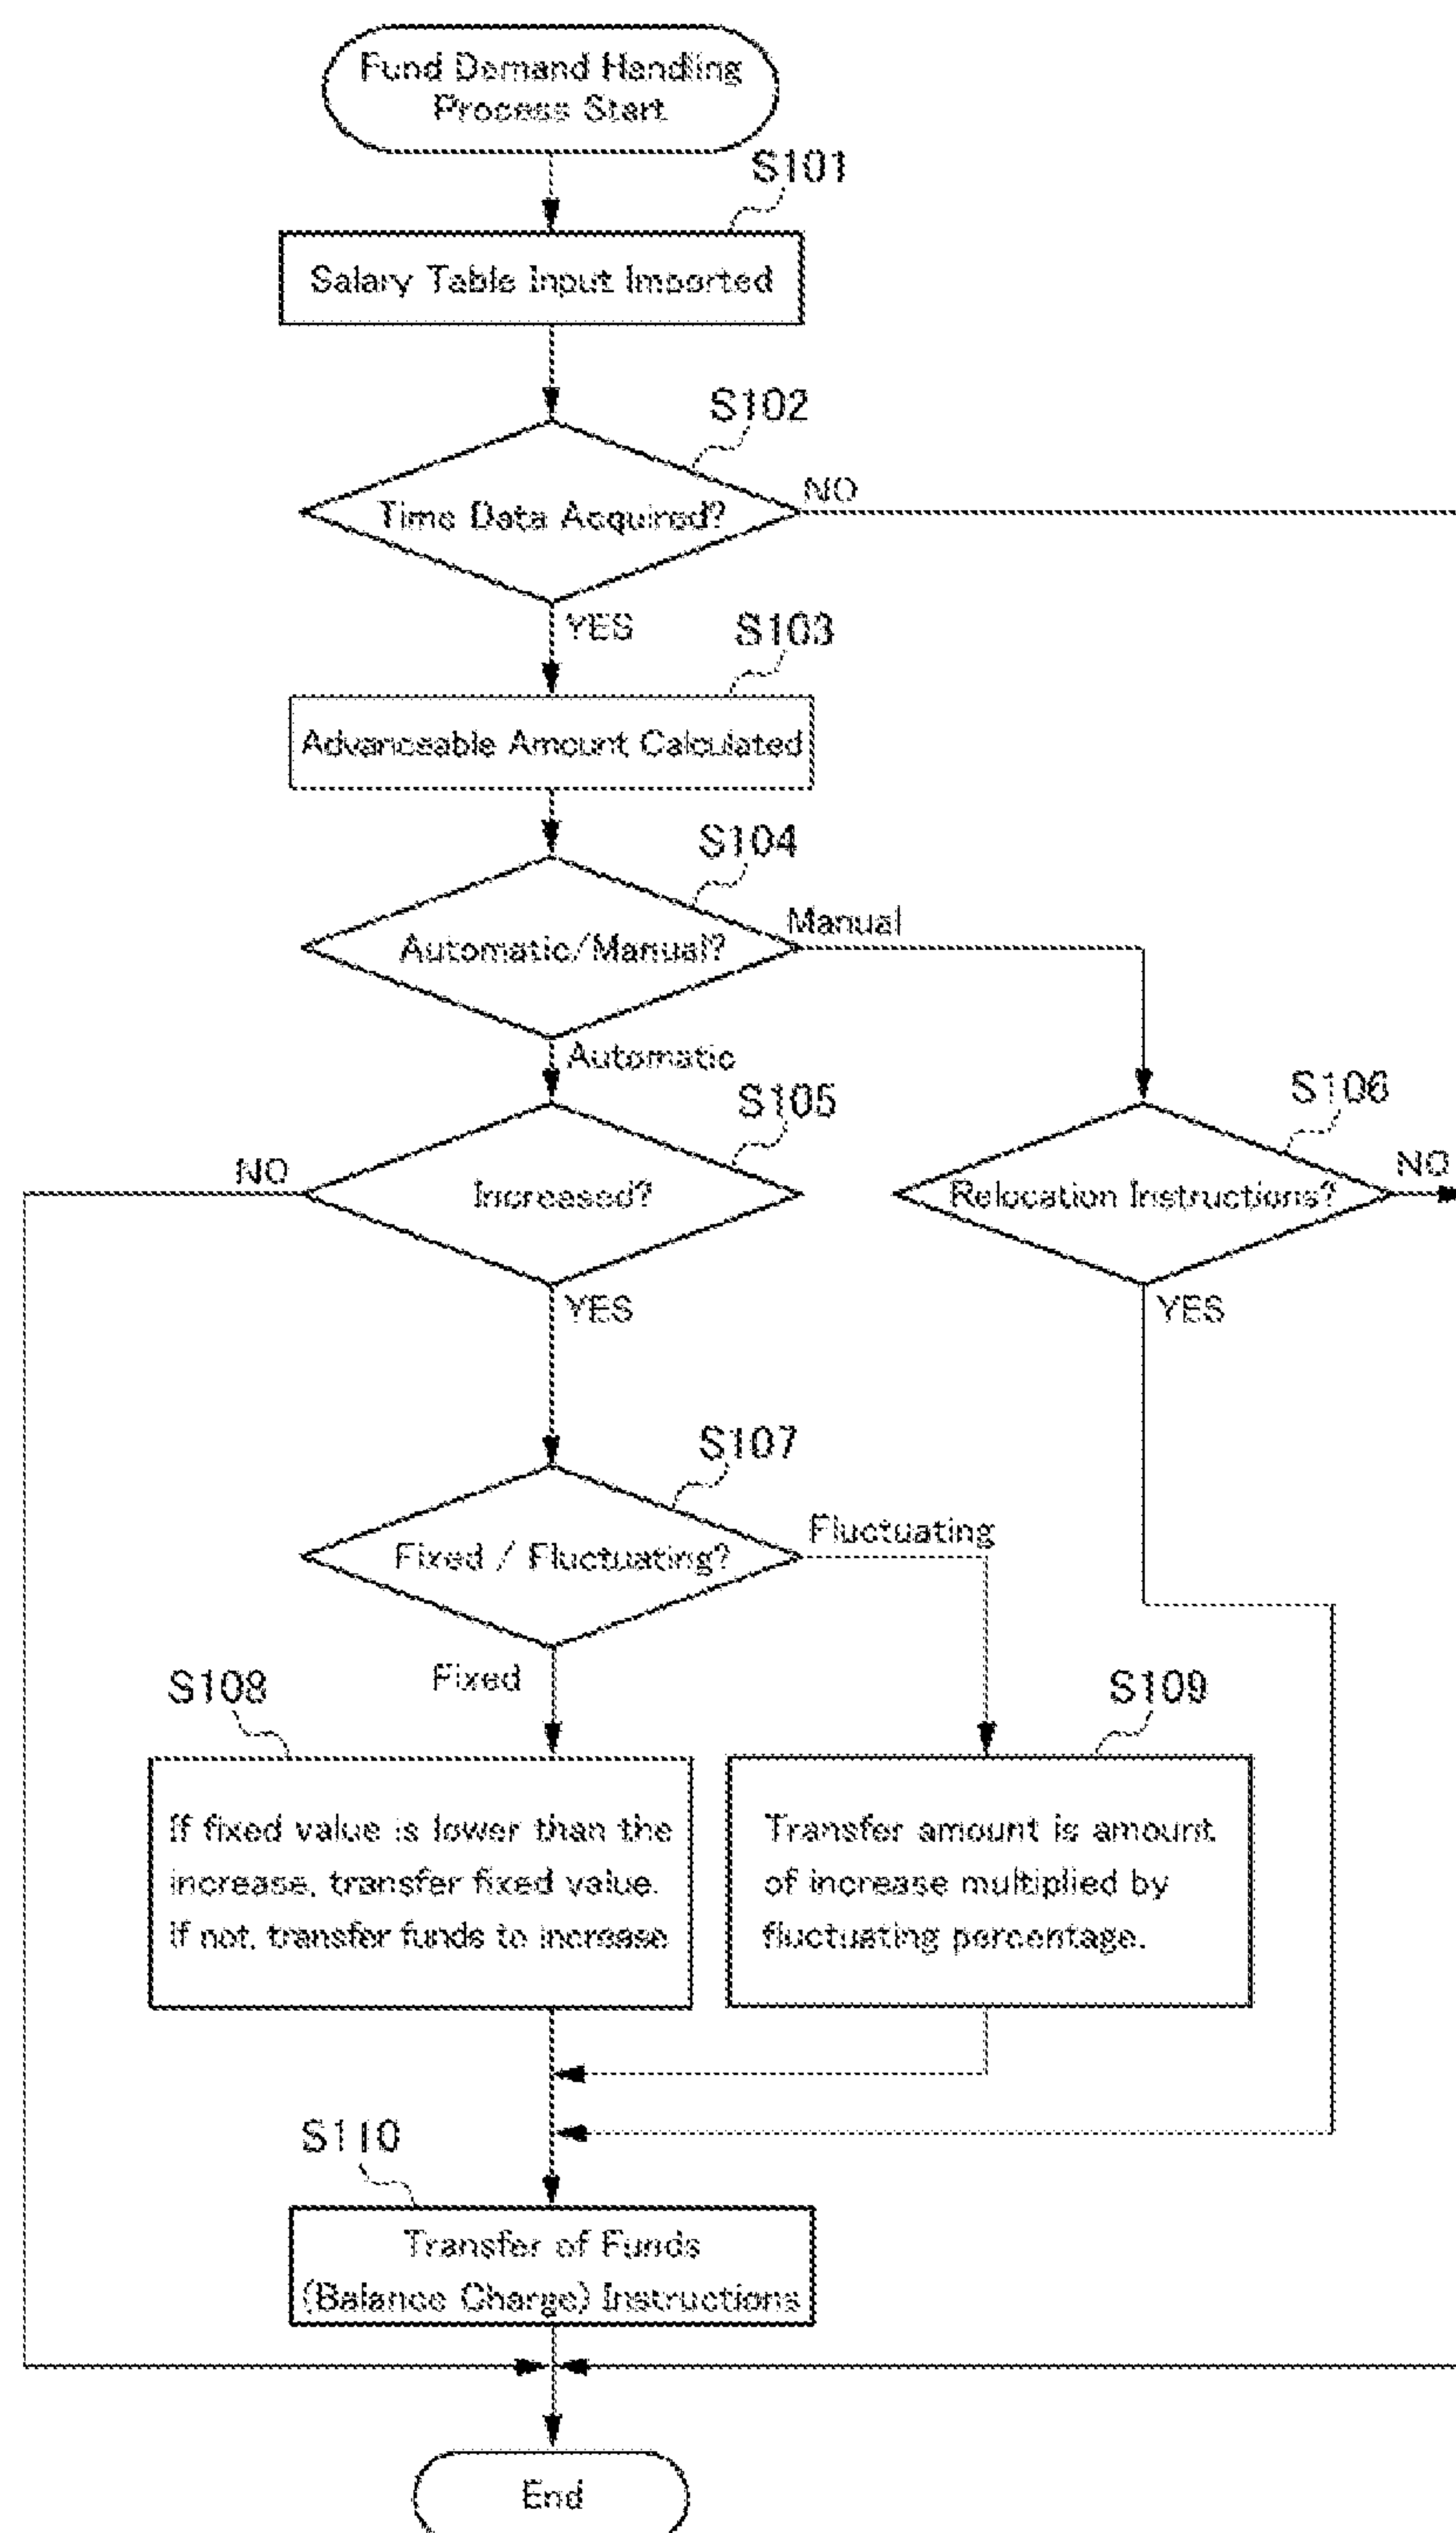 Fund Demand Handling
Process Start
S101
Salary Table Input Imported
S102
Time Data Acquired?
NO
YES
S103
Advanceable Amount Calculated
S104
Automatic/Manual?
Manual
Automatic
S105
Increased?
NO
YES
S106
Relocation Instructions?
NO
YES
S107
Fixed / Fluctuating?
Fluctuating
Fixed
S108
If fixed value is lower than the
increase, transfer fixed value.
If not, transfer funds to increase
S109
Transfer amount is amount
of increase multiplied by
fluctuating percentage.
S110
Transfer of Funds
(Balance Charge) Instructions
End